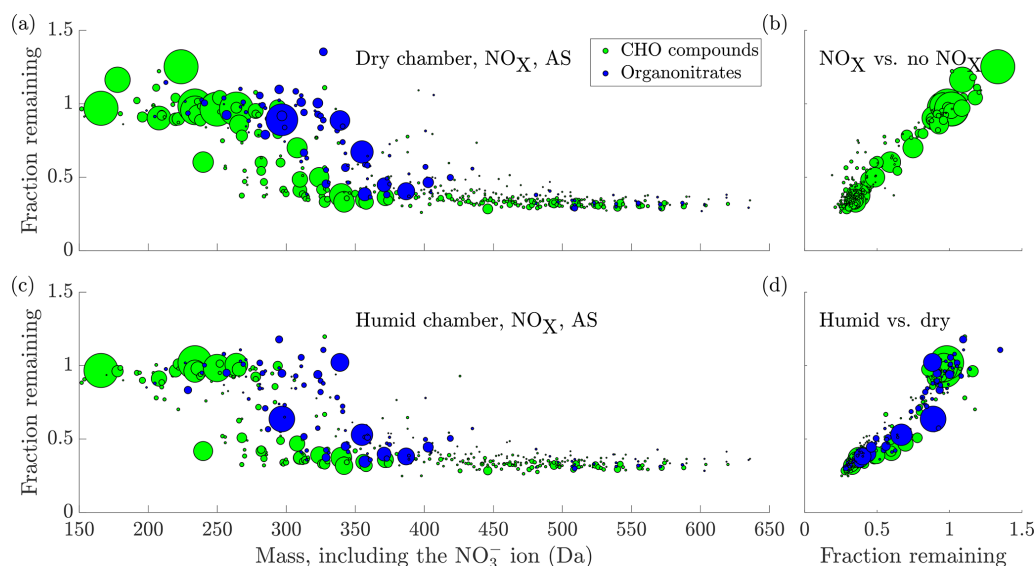 (a)
1.5
1
0.5
0
Fraction remaining
Dry chamber, NOX, AS
CHO compounds
Organonitrates
(b)
NOX vs. no NOX
(c)
1.5
1
0.5
0
Fraction remaining
Humid chamber, NOX, AS
150 200 250 300 350 400 450 500 550 600 650
Mass, including the NO3− ion (Da)
(d)
Humid vs. dry
0 0.5 1 1.5
Fraction remaining